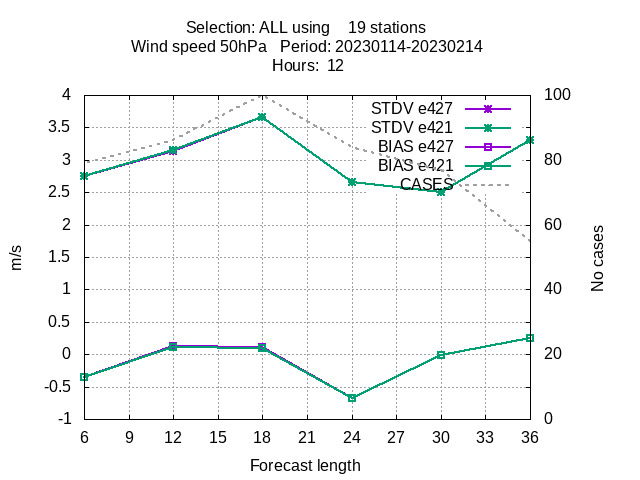 Selection: ALL using    19 stations
Wind speed 50hPa   Period: 20230114-20230214
Hours:  12
STDV e427
STDV e421
BIAS e427
BIAS e421
CASES
4
3.5
3
2.5
2
1.5
1
0.5
0
-0.5
-1
m/s
100
80
60
40
20
0
No cases
6 9 12 15 18 21 24 27 30 33 36
Forecast length